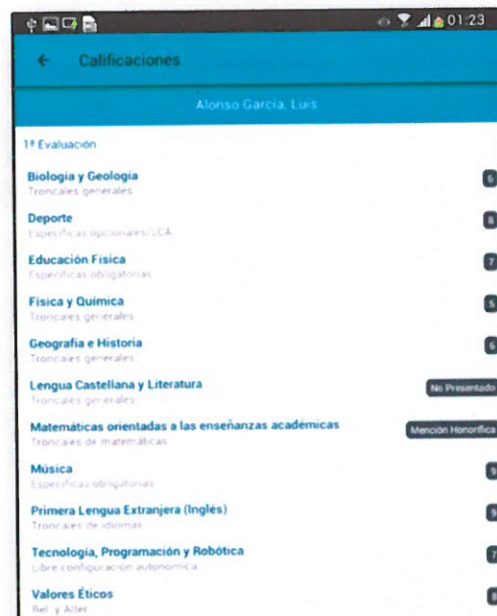 01:23
← Calificaciones
Alonso García, Luis
1ª Evaluación
Biología y Geología 6
Troncales generales
Deporte 8
Específicas opcionales/LCA
Educación Física 7
Específicas obligatorias
Física y Química 5
Troncales generales
Geografía e Historia 6
Troncales generales
Lengua Castellana y Literatura No Presentado
Troncales generales
Matemáticas orientadas a las enseñanzas académicas Mención Honorífica
Troncales de matemáticas
Música 9
Específicas obligatorias
Primera Lengua Extranjera (Inglés) 9
Troncales de idiomas
Tecnología, Programación y Robótica 7
Libre configuración autonómica
Valores Éticos 8
Rel. y Alter